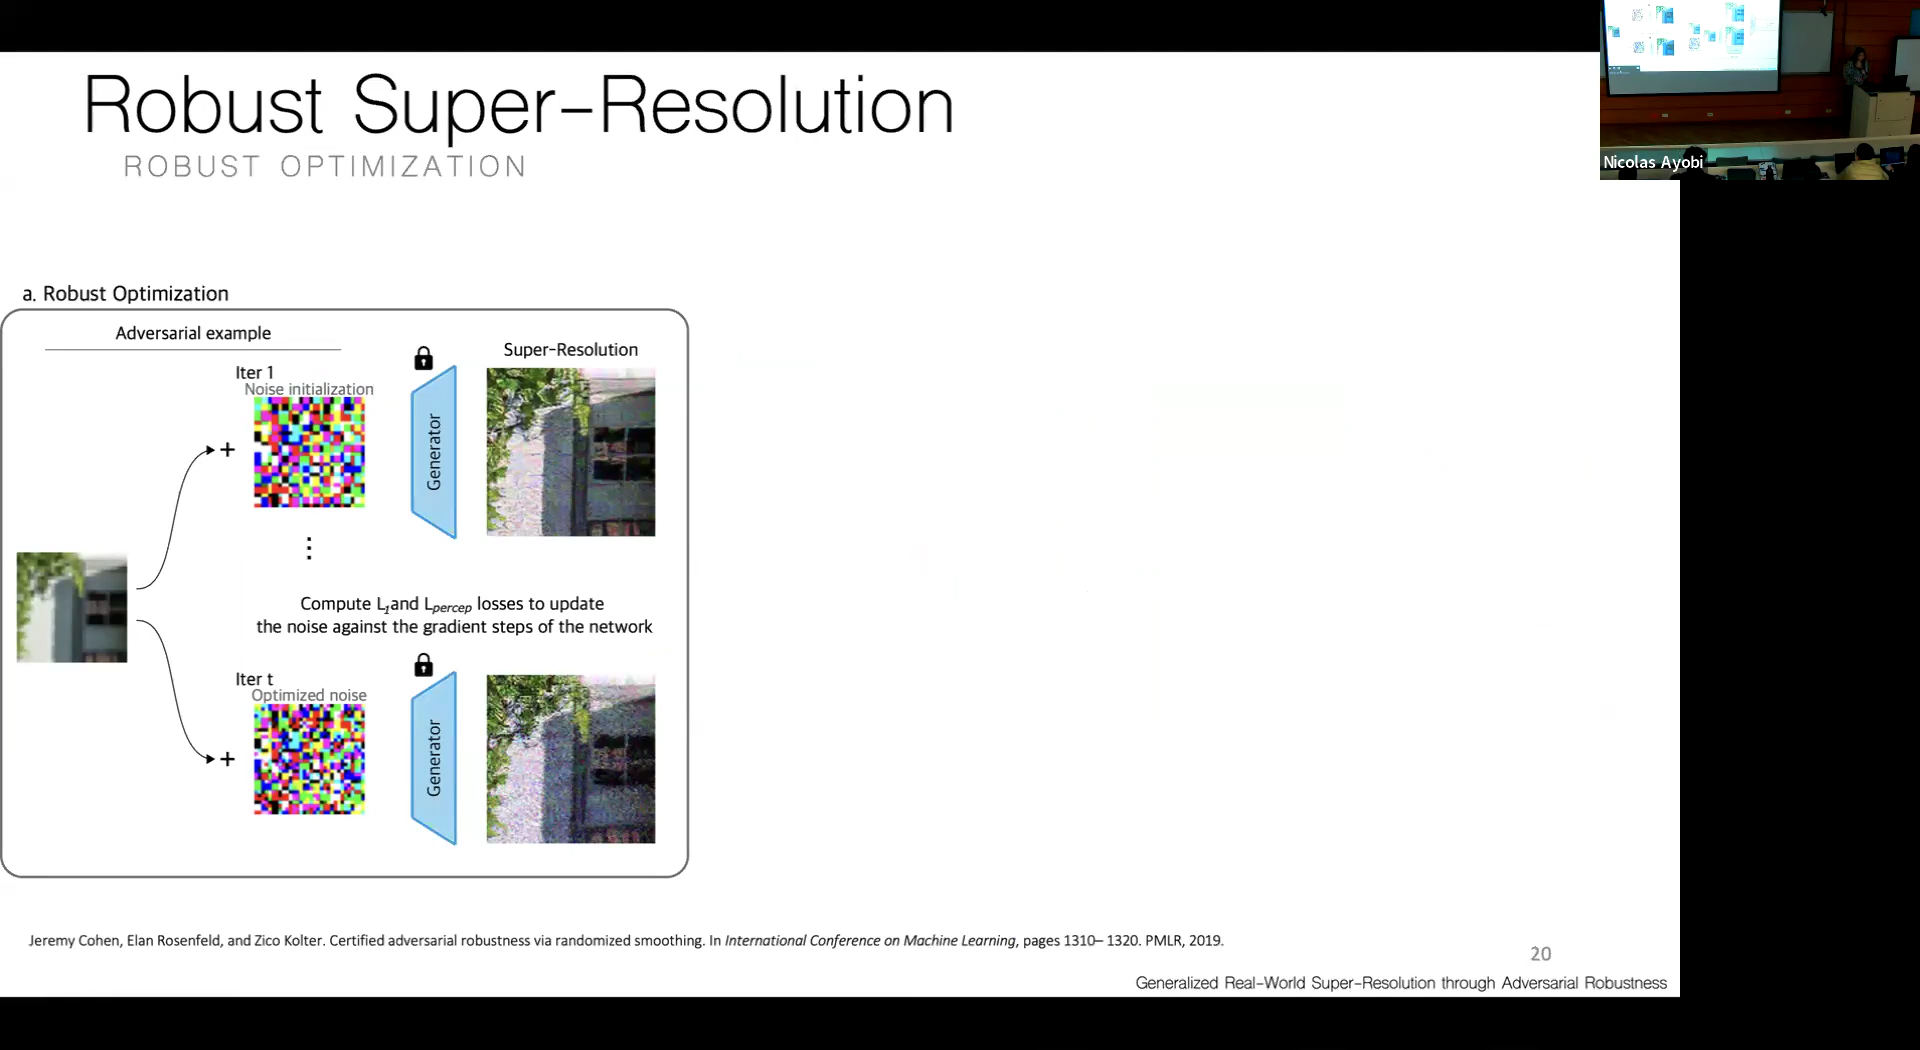 Robust Super-Resolution
ROBUST OPTIMIZATION
Nicolas Ayobi
a. Robust Optimization
Adversarial example
Iter 1
Noise initialization
Generator
Super-Resolution
Compute L1and Lpercep losses to update
the noise against the gradient steps of the network
Iter t
Optimized noise
Generator
Jeremy Cohen, Elan Rosenfeld, and Zico Kolter. Certified adversarial robustness via randomized smoothing. In International Conference on Machine Learning, pages 1310– 1320. PMLR, 2019.
20
Generalized Real-World Super-Resolution through Adversarial Robustness